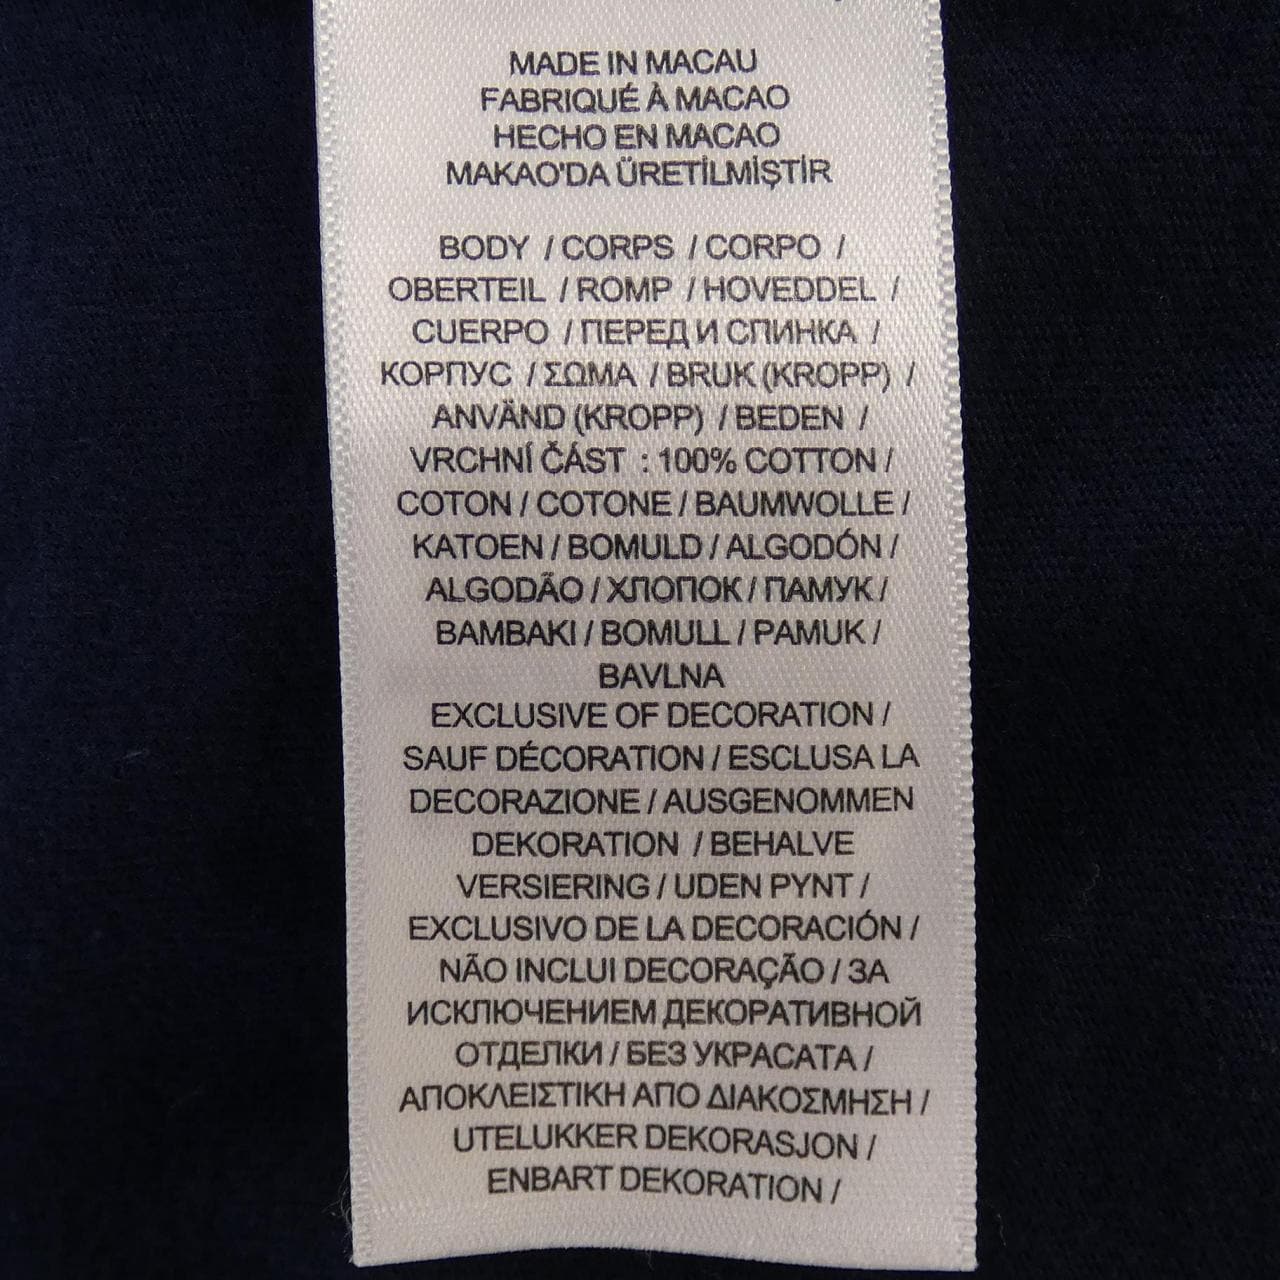 MADE IN MACAU
FABRIQUÉ À MACAO
HECHO EN MACAO
MAKAO'DA ÜRETİLMİŞTİR
BODY / CORPS / CORPO /
OBERTEIL / ROMP / HOVEDDEL /
CUERPO / ПЕРЕД И СПИНКА /
КОРПУС / ΣΩΜΑ / BRUK (KROPP) /
ANVÄND (KROPP) / BEDEN /
VRCHNÍ ČÁST : 100% COTTON /
COTON / COTONE / BAUMWOLLE /
KATOEN / BOMULD / ALGODÓN /
ALGODÃO / ХЛОПОК / ПАМУК /
BAMBAKI / BOMULL / PAMUK /
BAVLNA
EXCLUSIVE OF DECORATION /
SAUF DÉCORATION / ESCLUSA LA
DECORAZIONE / AUSGENOMMEN
DEKORATION / BEHALVE
VERSIERING / UDEN PYNT /
EXCLUSIVO DE LA DECORACIÓN /
NÃO INCLUI DECORAÇÃO / ЗА
ИСКЛЮЧЕНИЕМ ДЕКОРАТИВНОЙ
ОТДЕЛКИ / БЕЗ УКРАСАТА /
ΑΠΟΚΛΕΙΣΤΙΚΗ ΑΠΟ ΔΙΑΚΟΣΜΗΣΗ /
UTELUKKER DEKORASJON /
ENBART DEKORATION /